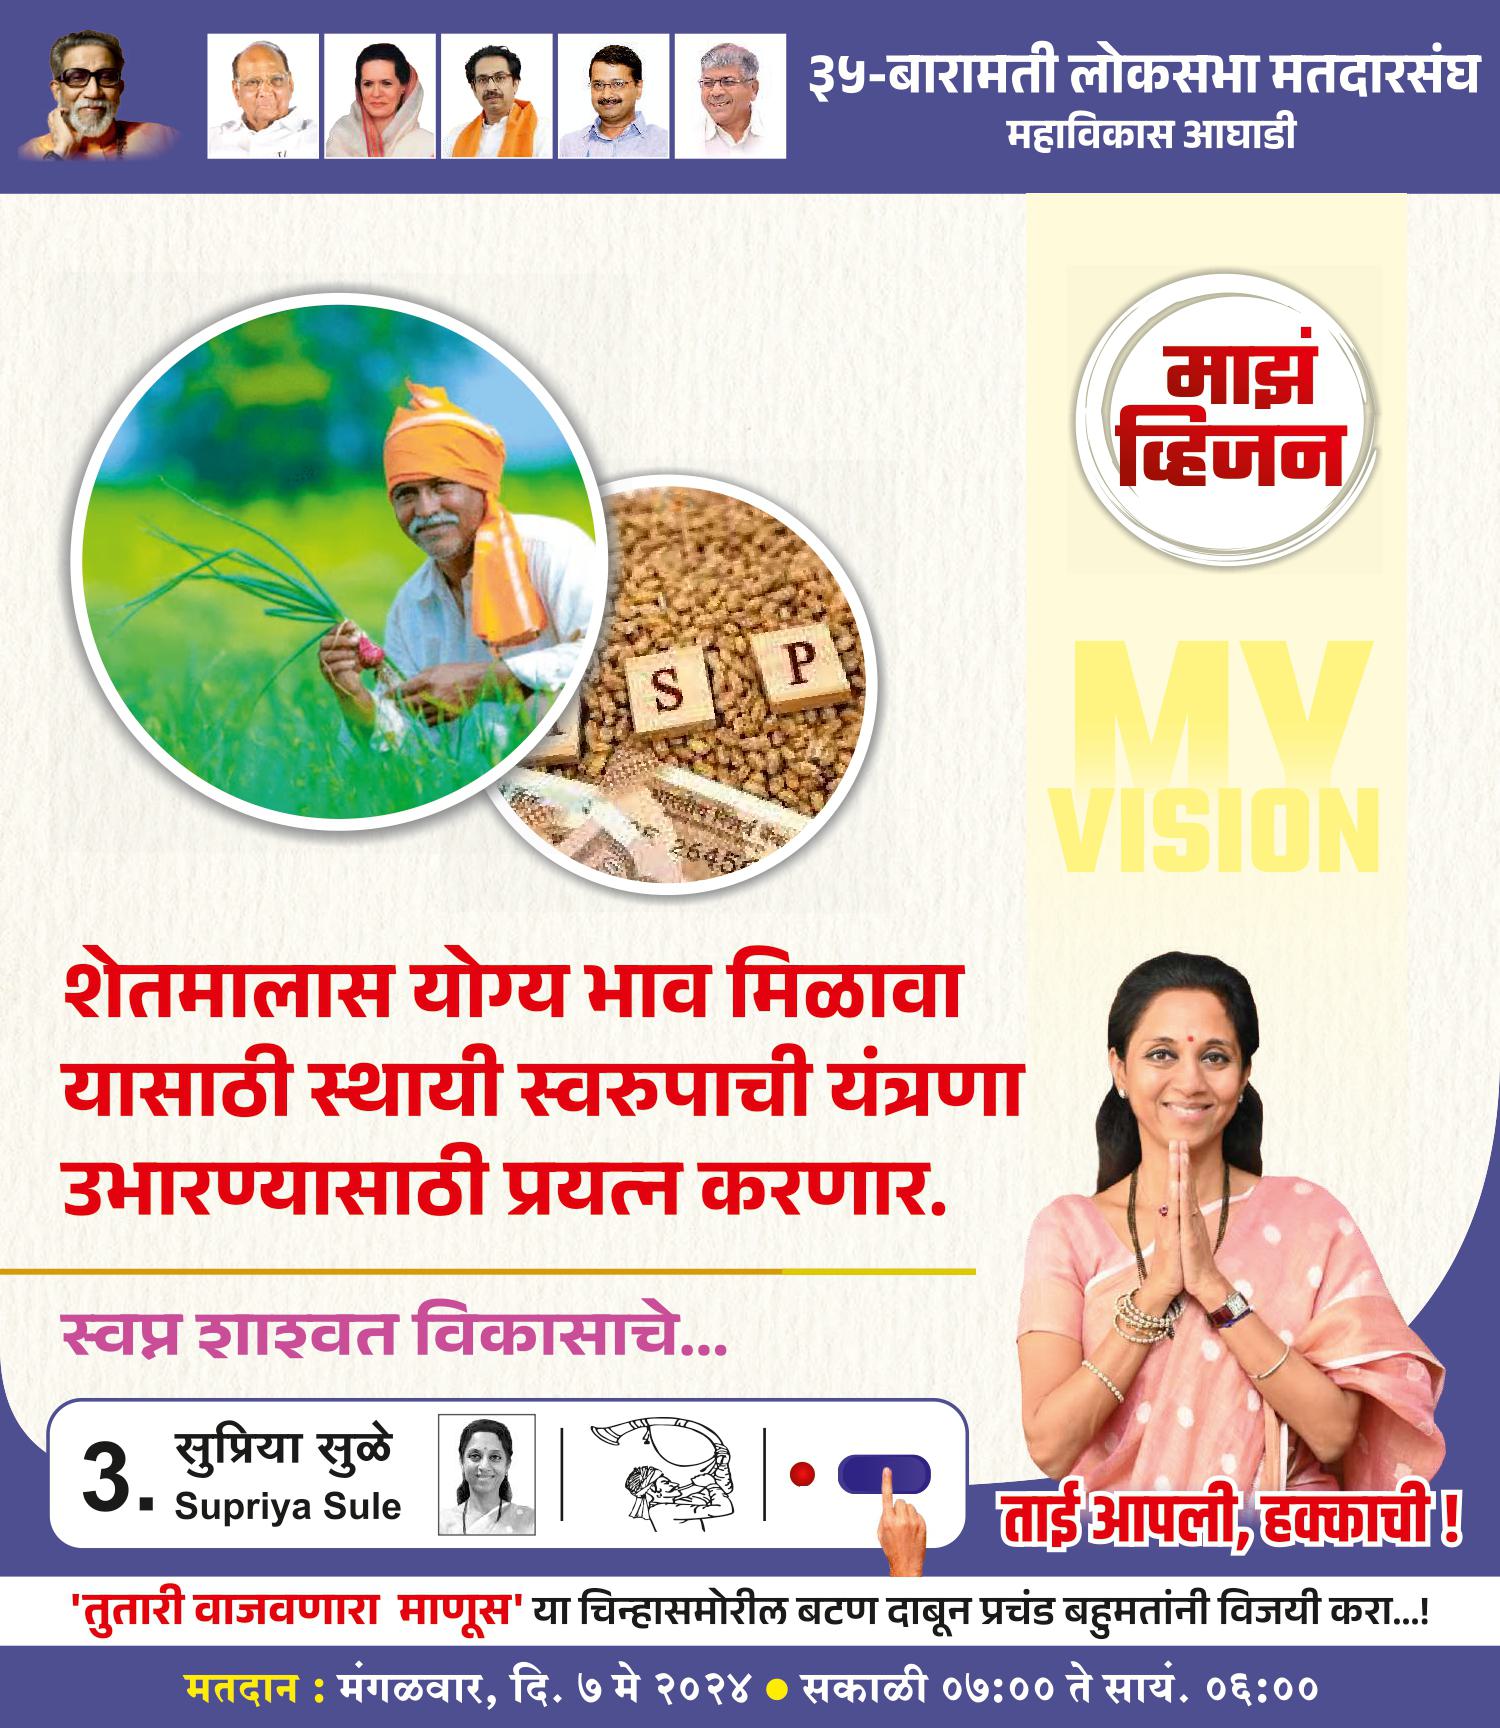 ३५-बारामती लोकसभा मतदारसंघ
महाविकास आघाडी
माझं
व्हिजन
S P
2645
MY
VISION
शेतमालास योग्य भाव मिळावा
यासाठी स्थायी स्वरुपाची यंत्रणा
उभारण्यासाठी प्रयत्न करणार.
स्वप्न शाश्वत विकासाचे...
3. सुप्रिया सुळे
Supriya Sule
ताई आपली, हक्काची !
'तुतारी वाजवणारा माणूस' या चिन्हासमोरील बटण दाबून प्रचंड बहुमतांनी विजयी करा...!
मतदान : मंगळवार, दि. ७ मे २०२४ ● सकाळी ०७:०० ते सायं. ०६:००